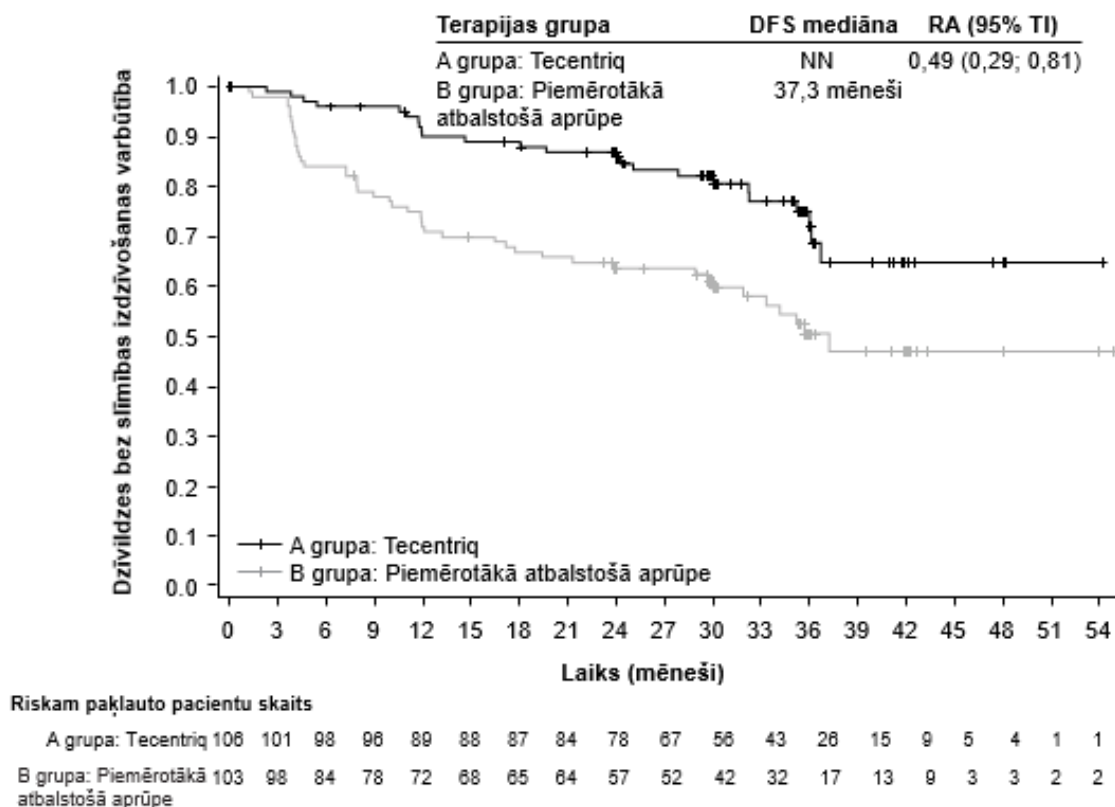 Terapijas grupa DFS mediāna RA (95% TI)
A grupa: Tecentriq NN 0,49 (0,29; 0,81)
B grupa: Piemērotākā 37,3 mēneši
atbalstošā aprūpe
Dzīvildzes bez slīmības izdzīvošanas varbūtība
1.0
0.9
0.8
0.7
0.6
0.5
0.4
0.3
0.2
0.1
0.0
A grupa: Tecentriq
B grupa: Piemērotākā atbalstošā aprūpe
0 3 6 9 12 15 18 21 24 27 30 33 36 39 42 45 48 51 54
Laiks (mēneši)
Riskam pakļauto pacientu skaits
A grupa: Tecentriq 106 101 98 96 89 88 87 84 78 67 56 43 26 15 9 5 4 1 1
B grupa: Piemērotākā 103 98 84 78 72 68 65 64 57 52 42 32 17 13 9 3 3 2 2
atbalstošā aprūpe